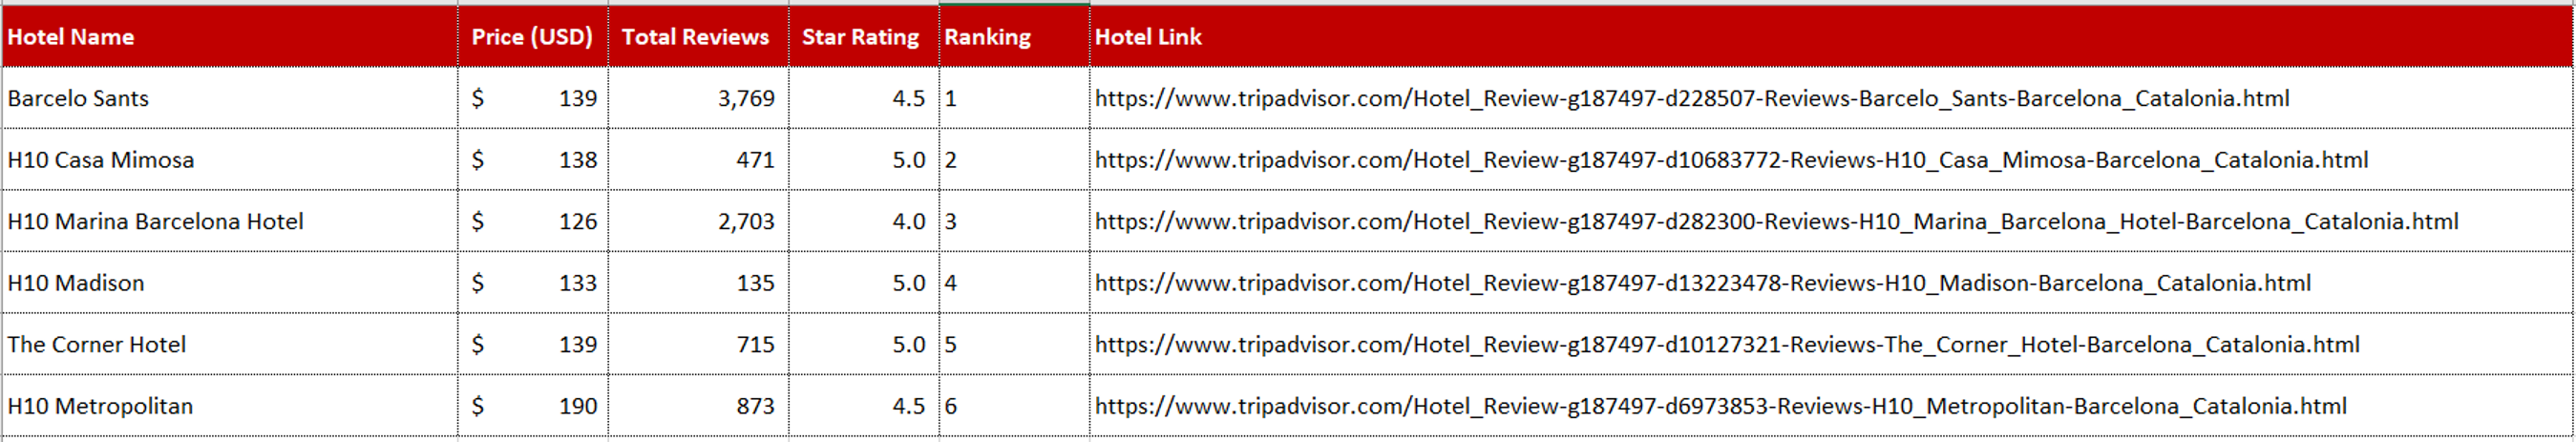 Hotel Name Price (USD) Total Reviews Star Rating Ranking Hotel Link
Barcelo Sants $ 139 3,769 4.5 1 https://www.tripadvisor.com/Hotel_Review-g187497-d228507-Reviews-Barcelo_Sants-Barcelona_Catalonia.html
H10 Casa Mimosa $ 138 471 5.0 2 https://www.tripadvisor.com/Hotel_Review-g187497-d10683772-Reviews-H10_Casa_Mimosa-Barcelona_Catalonia.html
H10 Marina Barcelona Hotel $ 126 2,703 4.0 3 https://www.tripadvisor.com/Hotel_Review-g187497-d282300-Reviews-H10_Marina_Barcelona_Hotel-Barcelona_Catalonia.html
H10 Madison $ 133 135 5.0 4 https://www.tripadvisor.com/Hotel_Review-g187497-d13223478-Reviews-H10_Madison-Barcelona_Catalonia.html
The Corner Hotel $ 139 715 5.0 5 https://www.tripadvisor.com/Hotel_Review-g187497-d10127321-Reviews-The_Corner_Hotel-Barcelona_Catalonia.html
H10 Metropolitan $ 190 873 4.5 6 https://www.tripadvisor.com/Hotel_Review-g187497-d6973853-Reviews-H10_Metropolitan-Barcelona_Catalonia.html